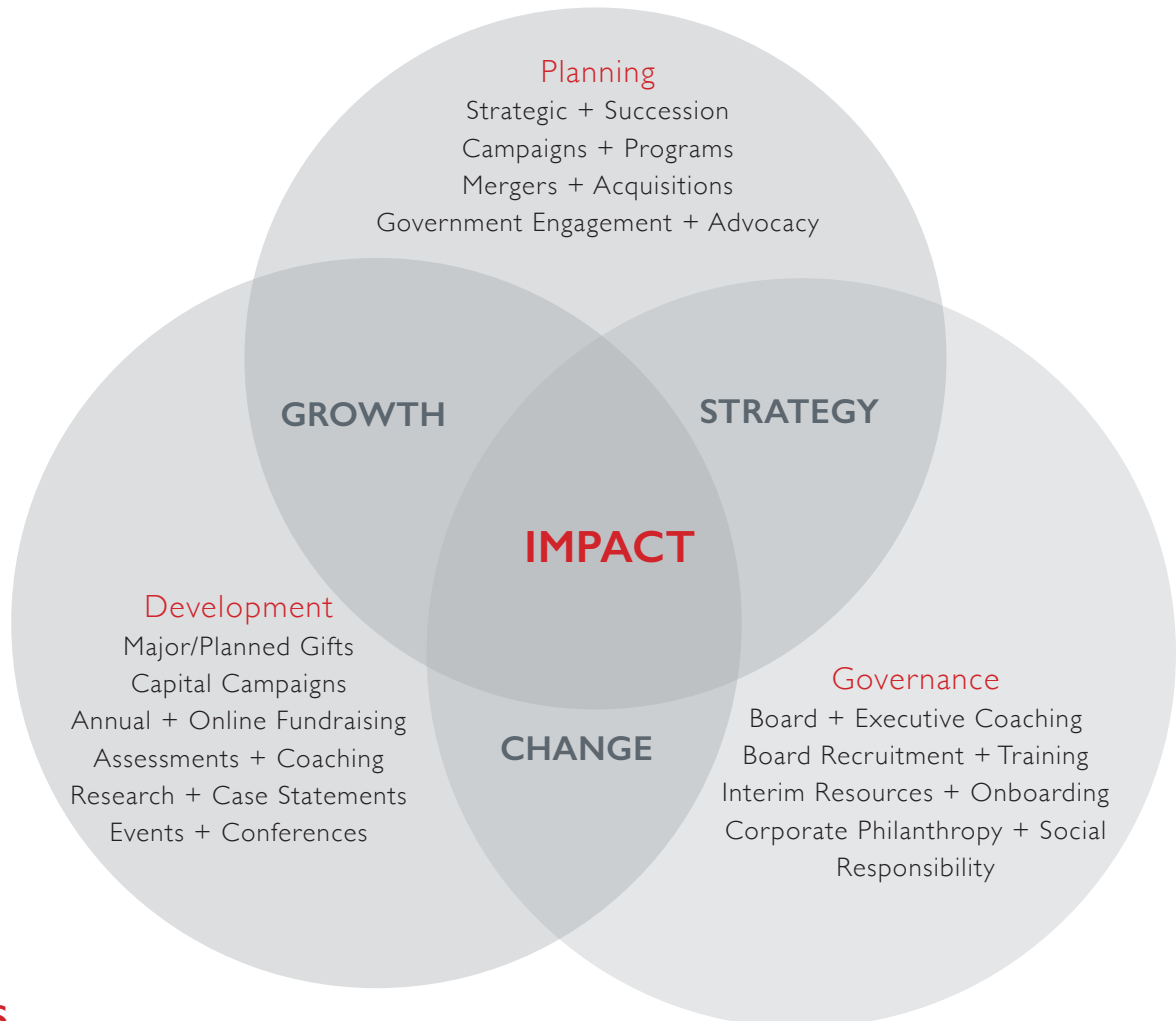 Planning
Strategic + Succession
Campaigns + Programs
Mergers + Acquisitions
Government Engagement + Advocacy
GROWTH
STRATEGY
IMPACT
Development
Major/Planned Gifts
Capital Campaigns
Annual + Online Fundraising
Assessments + Coaching
Research + Case Statements
Events + Conferences
CHANGE
Governance
Board + Executive Coaching
Board Recruitment + Training
Interim Resources + Onboarding
Corporate Philanthropy + Social
Responsibility